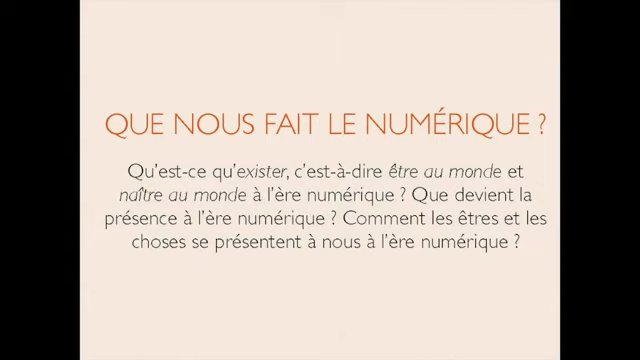 QUE NOUS FAIT LE NUMÉRIQUE ?
Qu'est-ce qu'exister, c'est-à-dire être au monde et
naître au monde à l'ère numérique ? Que devient la
présence à l'ère numérique ? Comment les êtres et les
choses se présentent à nous à l'ère numérique ?